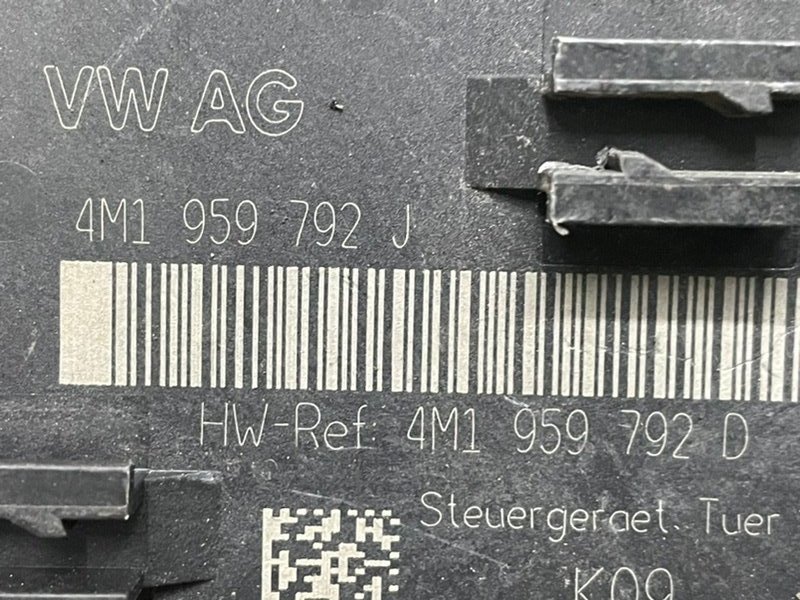 VW AG
4M1 959 792 J
HW-Ref: 4M1 959 792 D
Steuergeraet. Tuer
K09